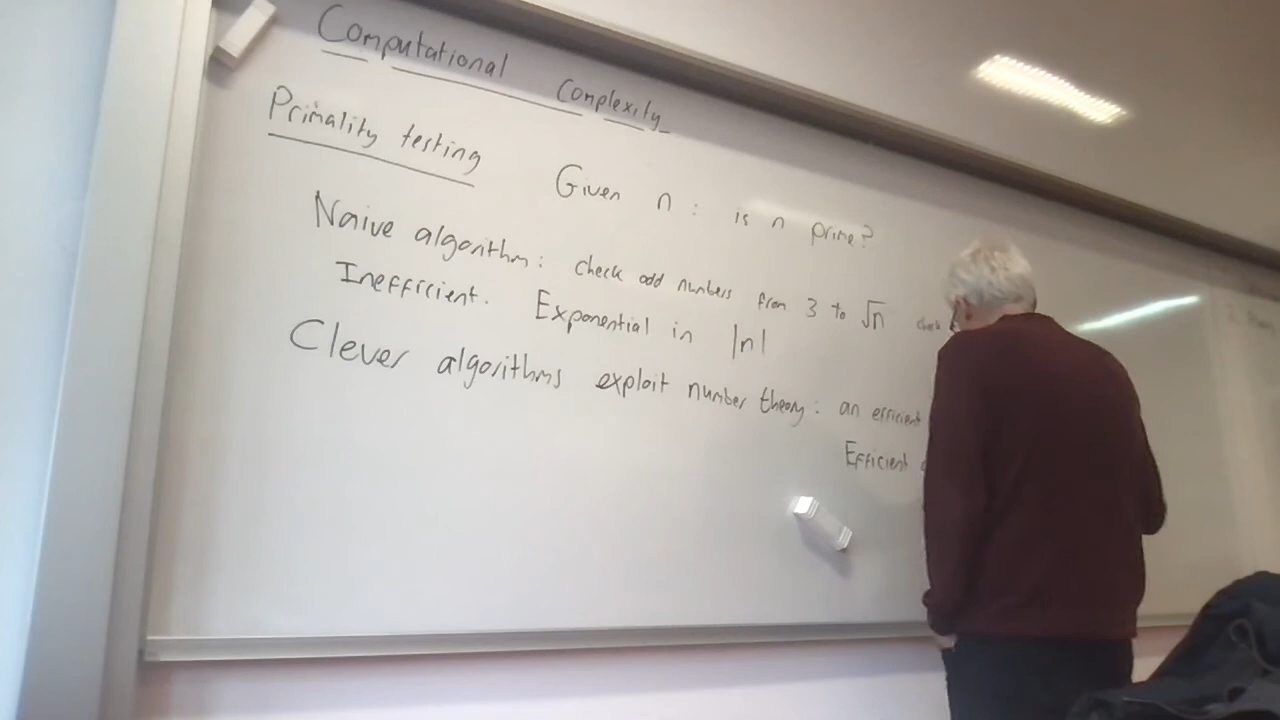 Computational Complexity
Primality testing Given n : is n prime?
Naive algorithm : check odd numbers from 3 to √n check
Inefficient. Exponential in |n|
Clever algorithms exploit number theory : an efficient
Efficient